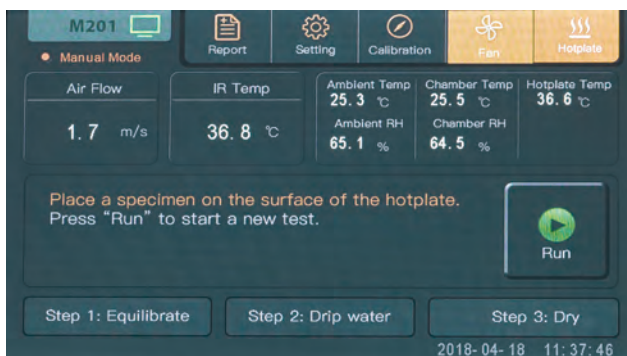 M201
Manual Mode
Report
Setting
Calibration
Fan
Hotplate
Air Flow
1.7 m/s
IR Temp
36.8 ℃
Ambient Temp
25.3 ℃
Ambient RH
65.1 %
Chamber Temp
25.5 ℃
Chamber RH
64.5 %
Hotplate Temp
36.6 ℃
Place a specimen on the surface of the hotplate.
Press “Run” to start a new test.
Run
Step 1: Equilibrate
Step 2: Drip water
Step 3: Dry
2018-04-18 11:37:46